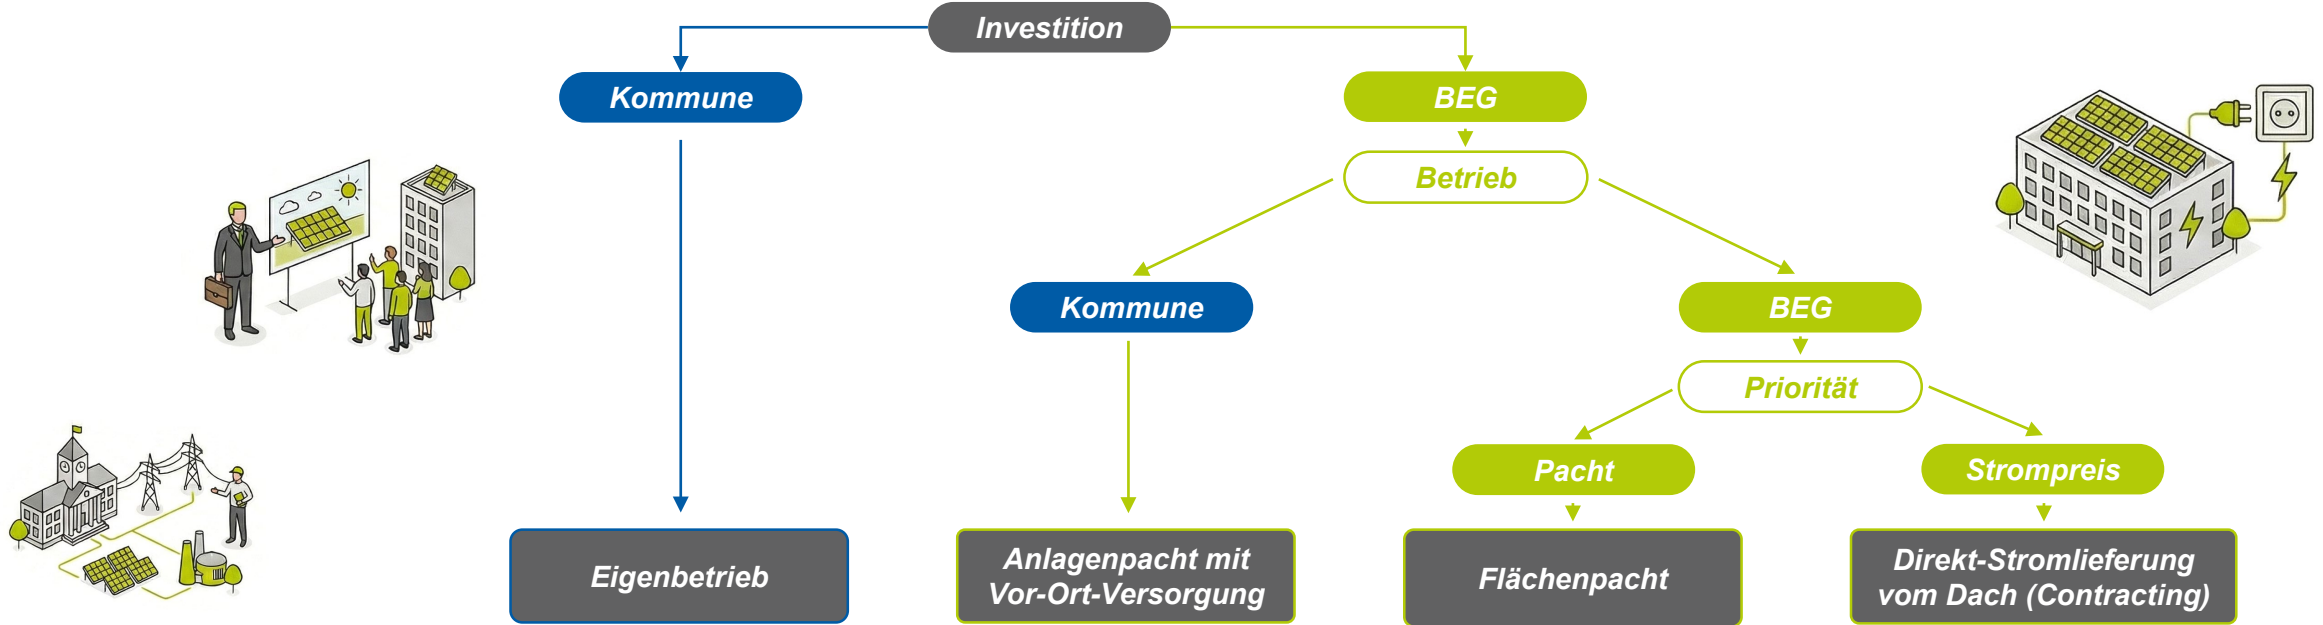 Investition
Kommune
BEG
Betrieb
Kommune
BEG
Priorität
Pacht
Strompreis
Eigenbetrieb
Anlagenpacht mit
Vor-Ort-Versorgung
Flächenpacht
Direkt-Stromlieferung
vom Dach (Contracting)